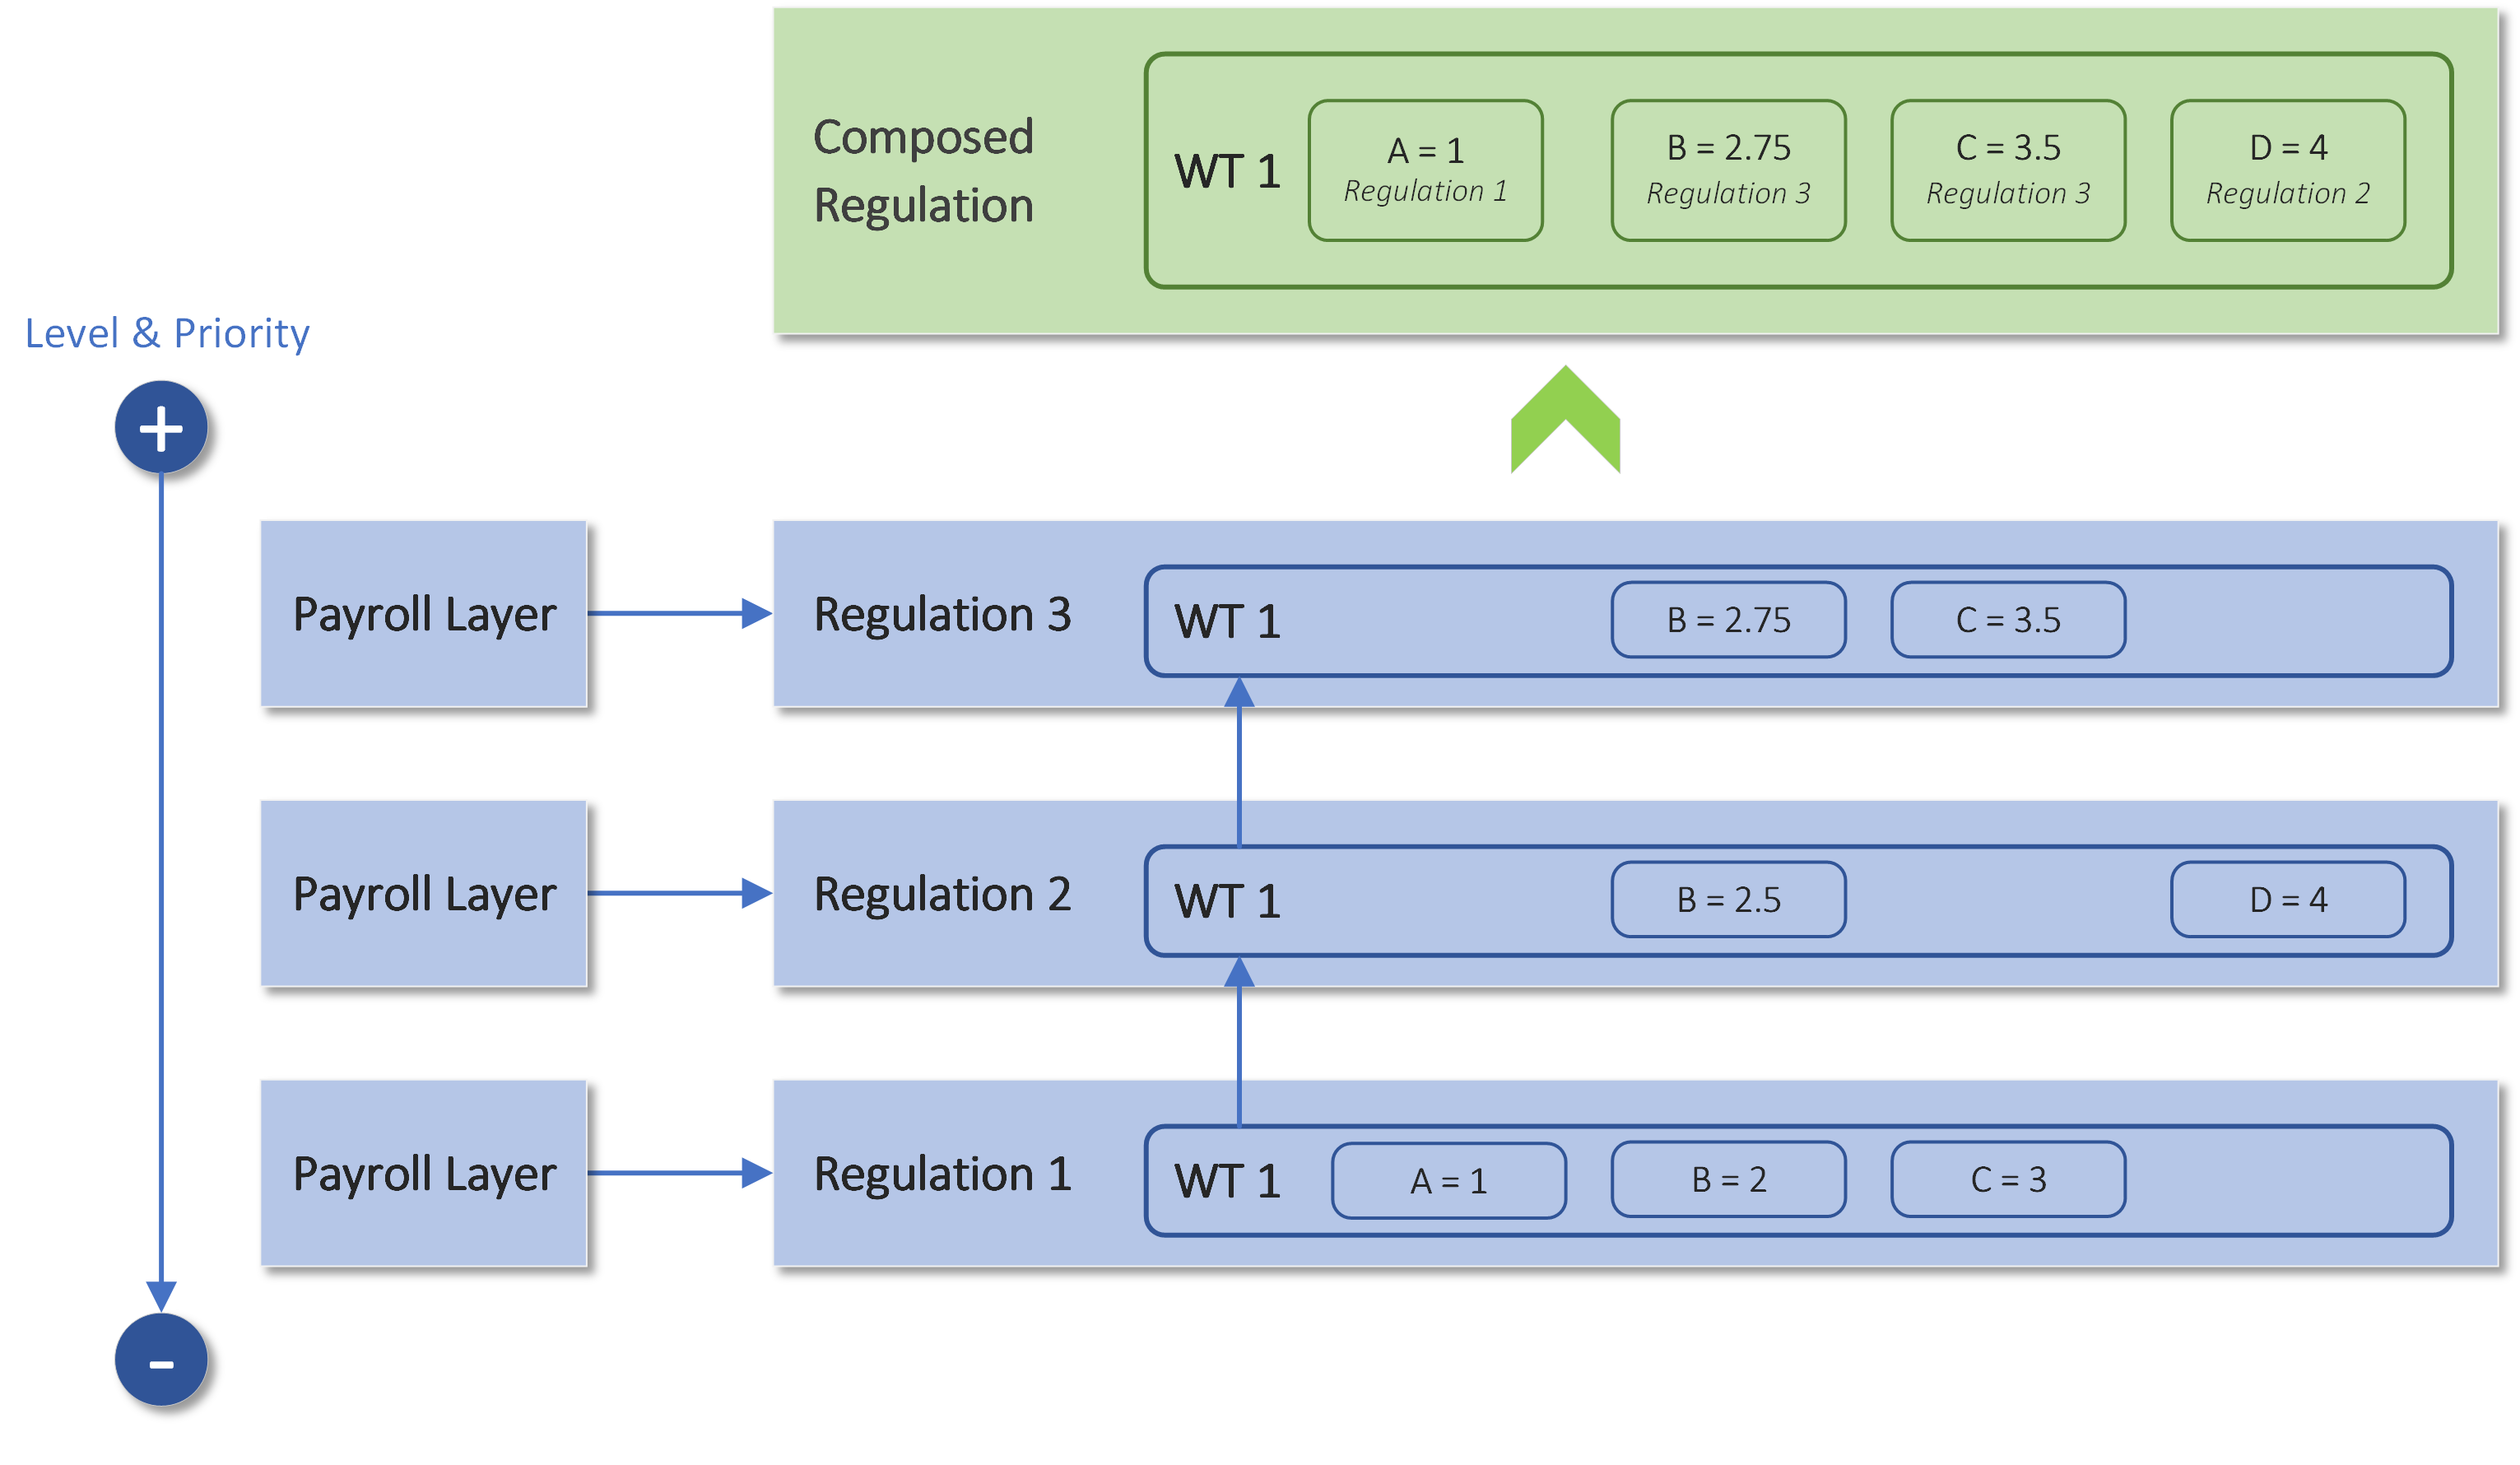 Composed
Regulation
WT 1
A = 1
Regulation 1
B = 2.75
Regulation 3
C = 3.5
Regulation 3
D = 4
Regulation 2
Level & Priority
+
Payroll Layer
Regulation 3
WT 1
B = 2.75
C = 3.5
Payroll Layer
Regulation 2
WT 1
B = 2.5
D = 4
Payroll Layer
Regulation 1
WT 1
A = 1
B = 2
C = 3
-